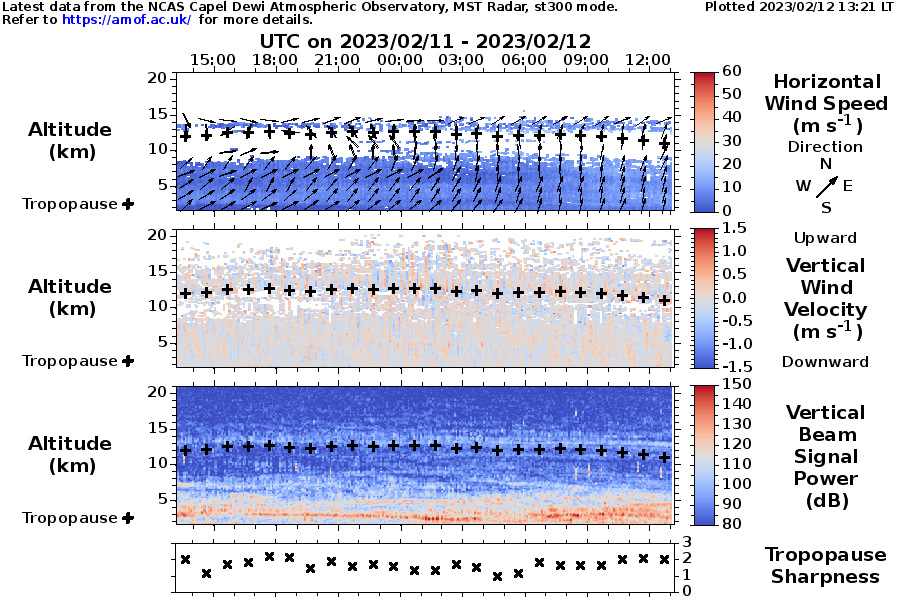 Latest data from the NCAS Capel Dewi Atmospheric Observatory, MST Radar, st300 mode.
Plotted 2023/02/12 13:21 LT
Refer to https://amof.ac.uk/ for more details.
UTC on 2023/02/11 - 2023/02/12
15:00 18:00 21:00 00:00 03:00 06:00 09:00 12:00
20
15
10
5
Altitude
(km)
Tropopause
60
50
40
30
20
10
0
Horizontal
Wind Speed
(m s-1)
Direction
N
W E
S
20
15
10
5
Altitude
(km)
Tropopause
1.5
1.0
0.5
0.0
-0.5
-1.0
-1.5
Upward
Vertical
Wind
Velocity
(m s-1)
Downward
20
15
10
5
Altitude
(km)
Tropopause
150
140
130
120
110
100
90
80
Vertical
Beam
Signal
Power
(dB)
3
2
1
0
Tropopause
Sharpness